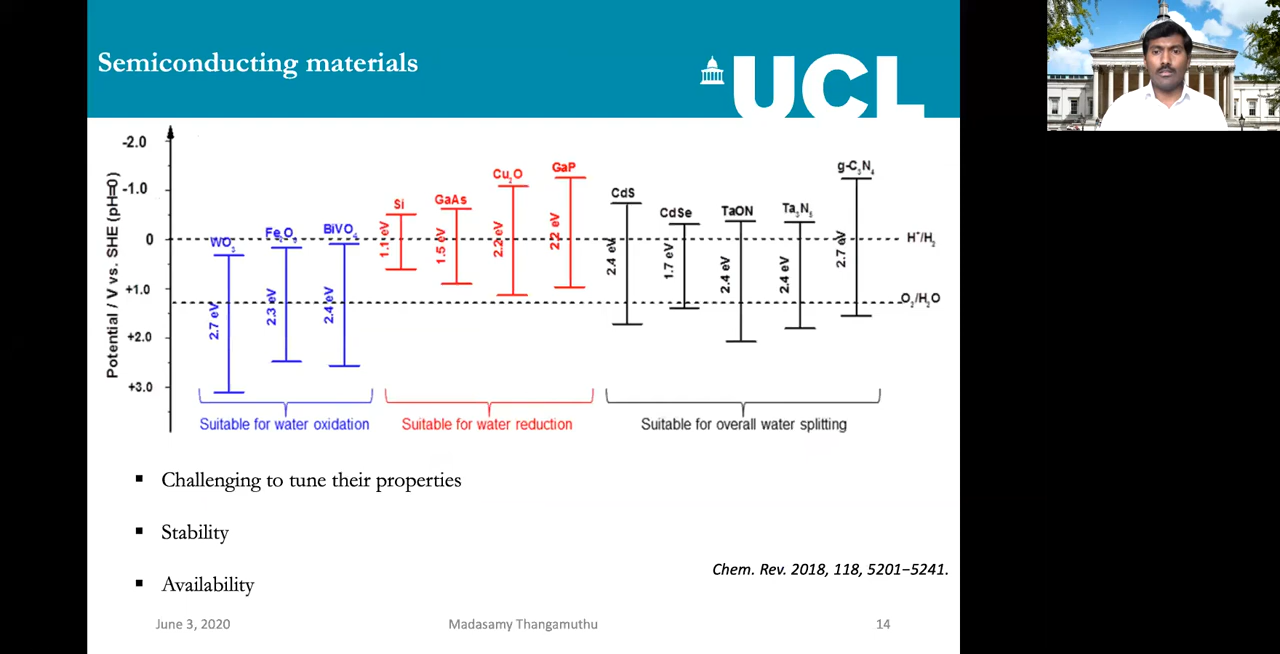 Semiconducting materials
UCL
Potential / V vs. SHE (pH=0)
-2.0
-1.0
0
+1.0
+2.0
+3.0
WO₃
2.7 eV
Fe₂O₃
2.3 eV
BiVO₄
2.4 eV
Si
1.1 eV
GaAs
1.5 eV
Cu₂O
2.2 eV
GaP
2.2 eV
CdS
2.4 eV
CdSe
1.7 eV
TaON
2.4 eV
Ta₃N₅
2.4 eV
g-C₃N₄
2.7 eV
H⁺/H₂
O₂/H₂O
Suitable for water oxidation
Suitable for water reduction
Suitable for overall water splitting
▪ Challenging to tune their properties
▪ Stability
▪ Availability
Chem. Rev. 2018, 118, 5201−5241.
June 3, 2020
Madasamy Thangamuthu
14